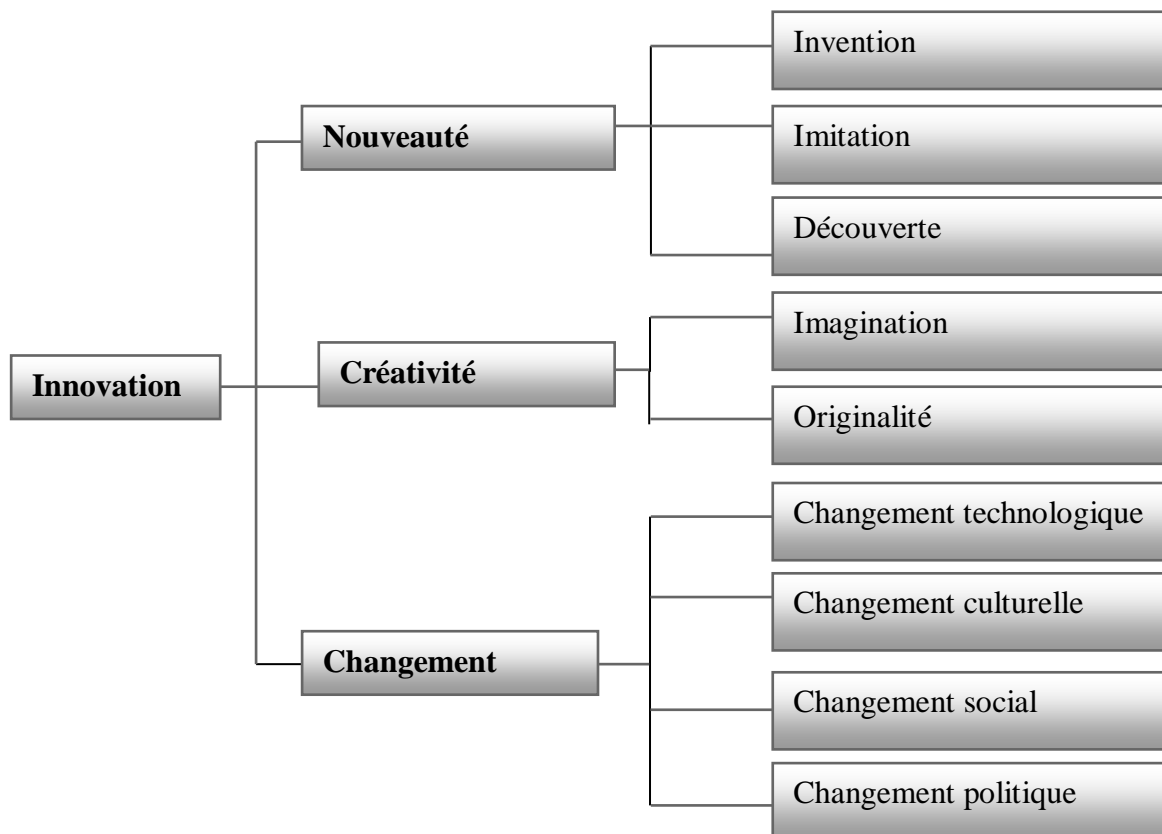 Innovation
Nouveauté
Invention
Imitation
Découverte
Créativité
Imagination
Originalité
Changement
Changement technologique
Changement culturelle
Changement social
Changement politique